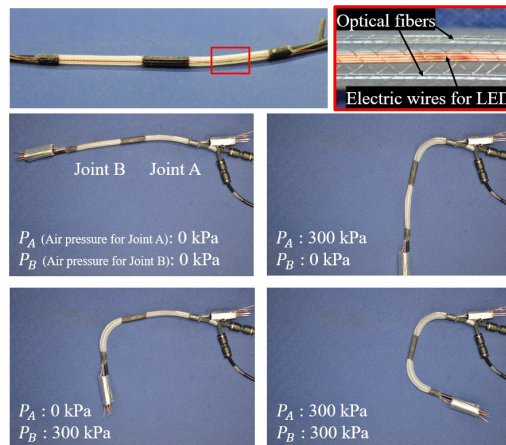 Optical fibers
Electric wires for LED
Joint B Joint A
P_A (Air pressure for Joint A): 0 kPa
P_B (Air pressure for Joint B): 0 kPa
P_A : 300 kPa
P_B : 0 kPa
P_A : 0 kPa
P_B : 300 kPa
P_A : 300 kPa
P_B : 300 kPa